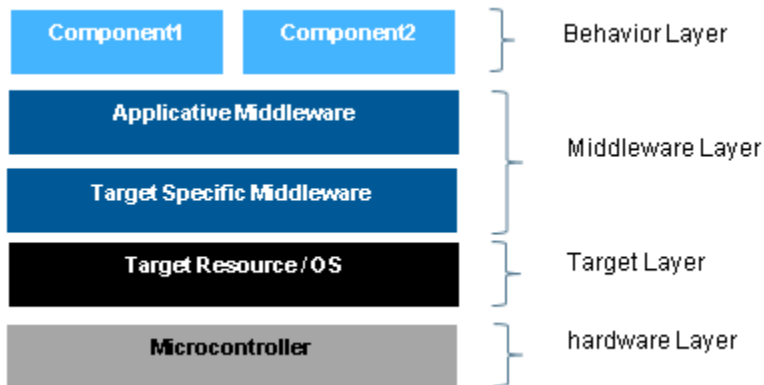 Component1 Component2 Behavior Layer
Applicative Middleware
Middleware Layer
Target Specific Middleware
Target Resource / OS Target Layer
Microcontroller hardware Layer